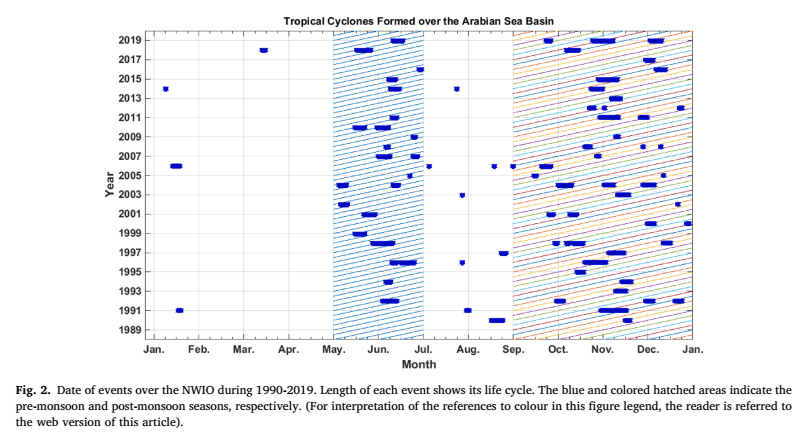 Tropical Cyclones Formed over the Arabian Sea Basin
2019
2017
2015
2013
2011
2009
2007
2005
2003
2001
1999
1997
1995
1993
1991
1989
Year
Jan. Feb. Mar. Apr. May. Jun. Jul. Aug. Sep. Oct. Nov. Dec. Jan.
Month
Fig. 2. Date of events over the NWIO during 1990-2019. Length of each event shows its life cycle. The blue and colored hatched areas indicate the
pre-monsoon and post-monsoon seasons, respectively. (For interpretation of the references to colour in this figure legend, the reader is referred to
the web version of this article).